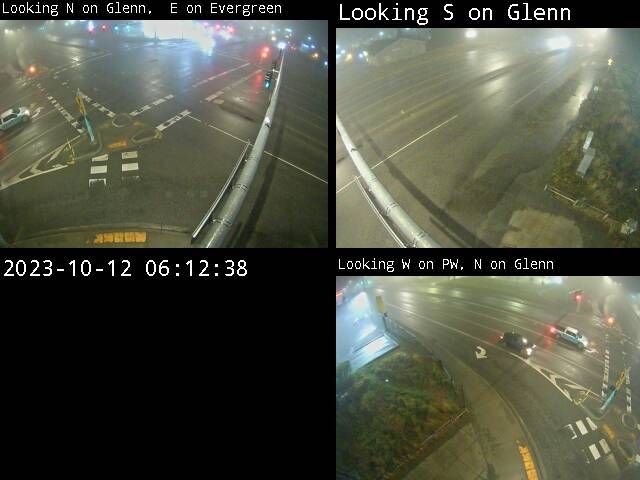 Looking N on Glenn,  E on Evergreen
Looking S on Glenn
2023-10-12 06:12:38
Looking W on PW, N on Glenn